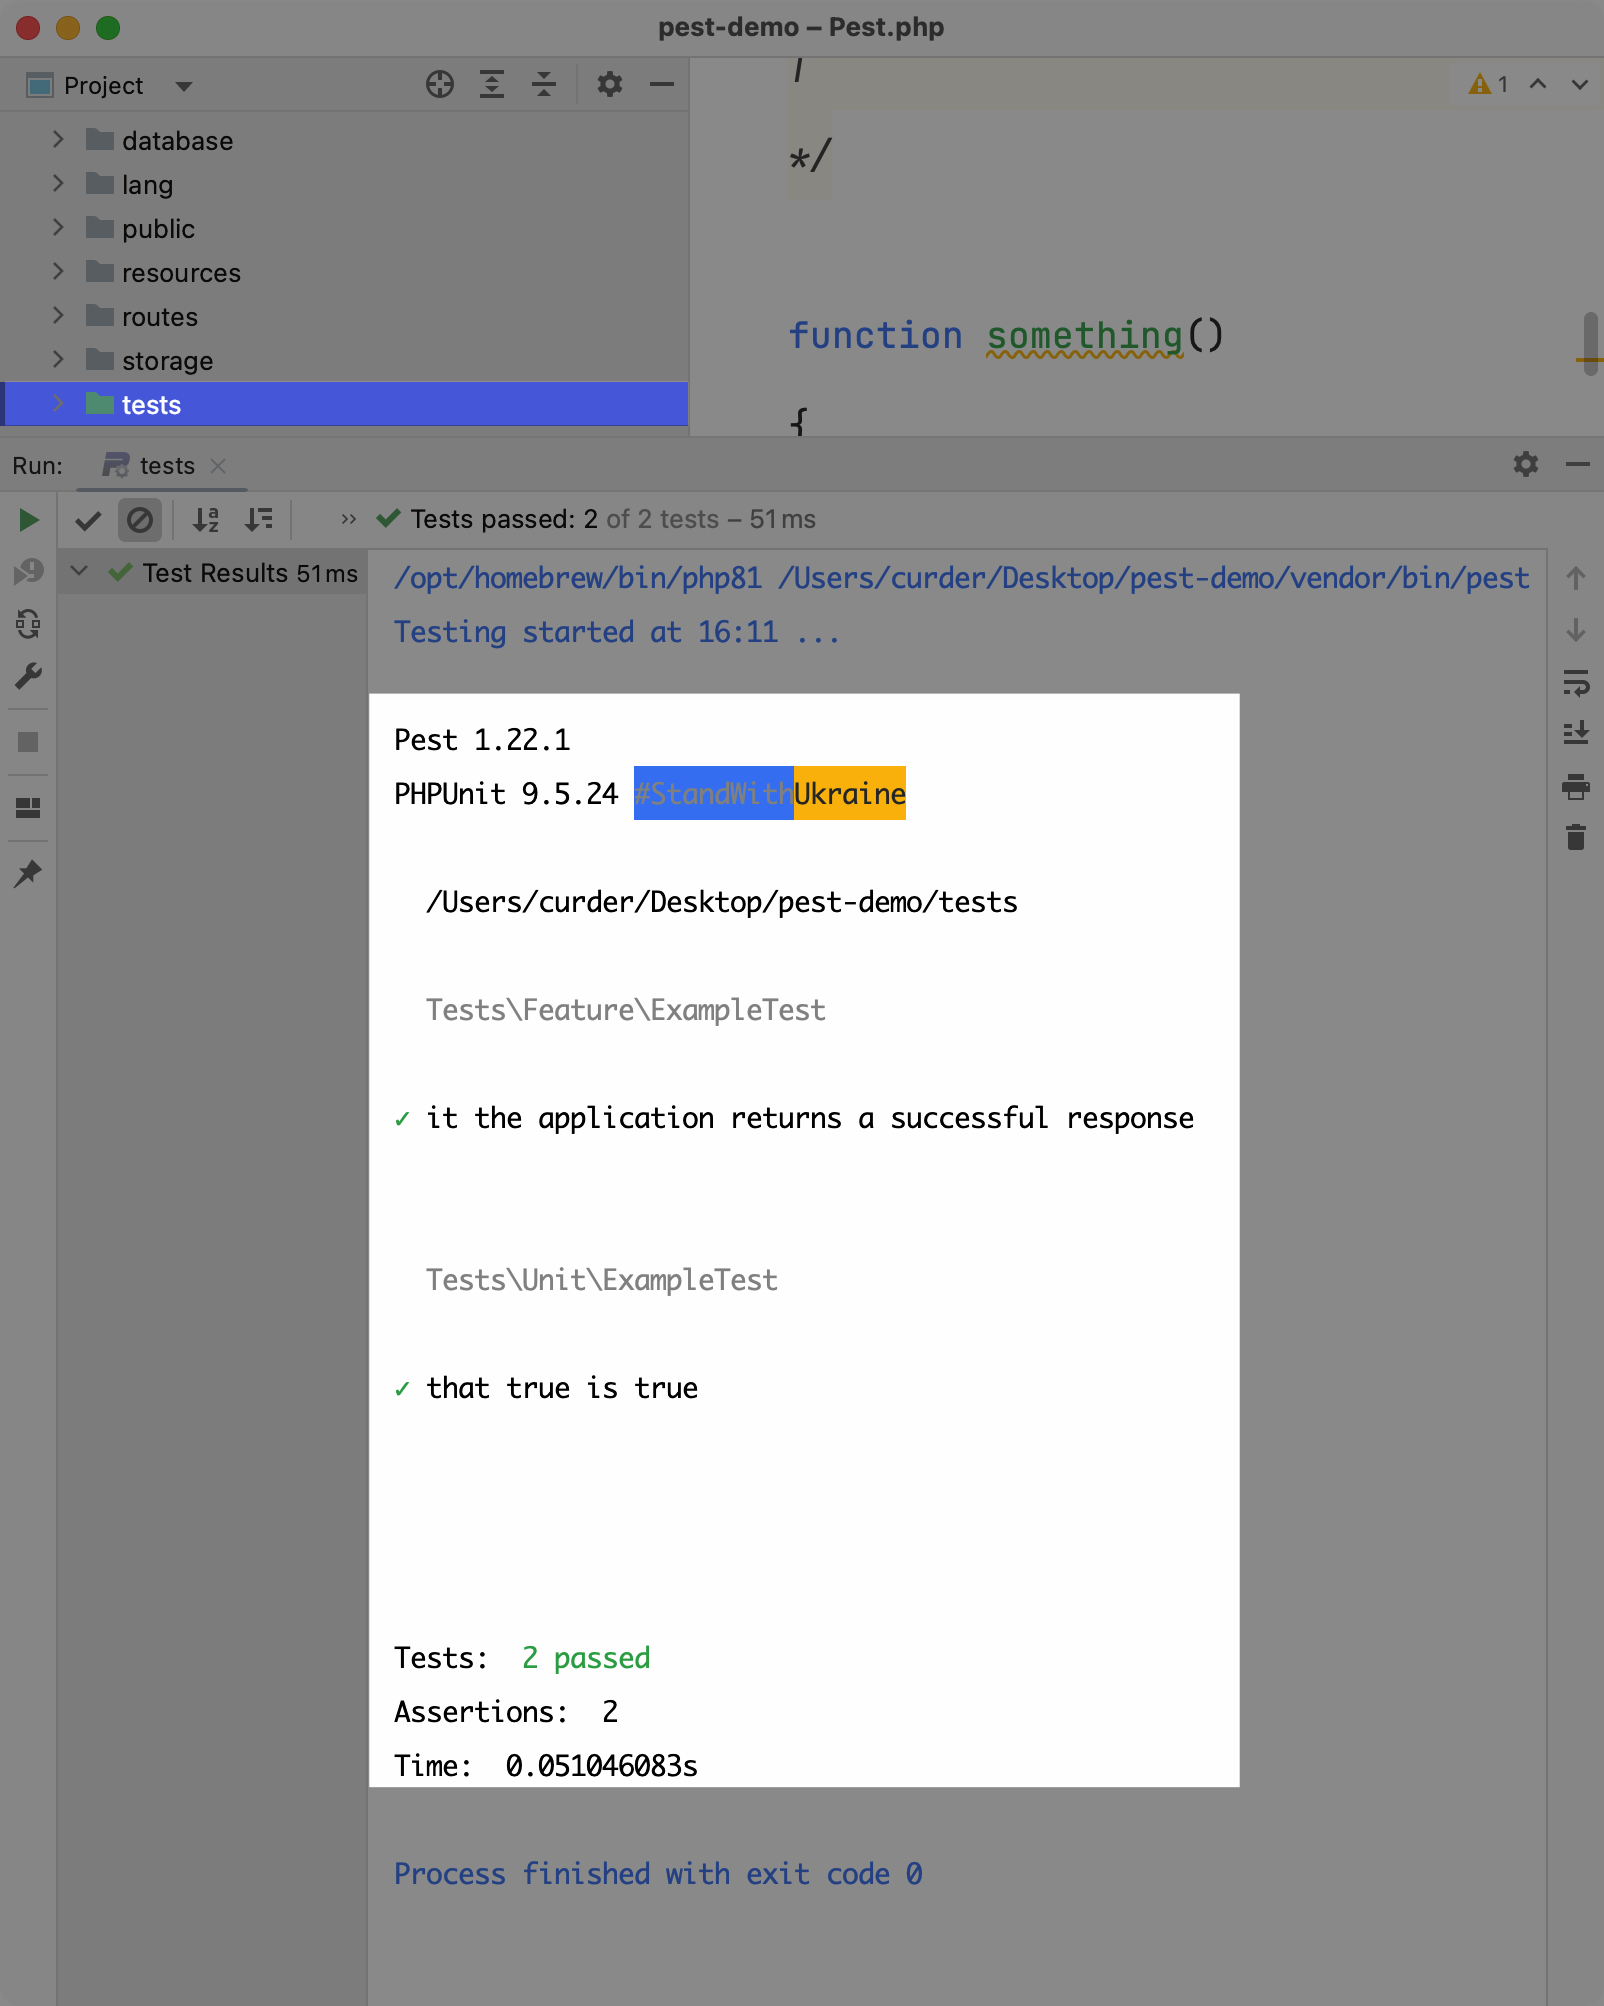 pest-demo – Pest.php
Project
1
database
lang
public
resources
routes
storage
tests
*/
function something()
{
Run:
tests
Tests passed: 2 of 2 tests – 51 ms
Test Results 51 ms
/opt/homebrew/bin/php81 /Users/curder/Desktop/pest-demo/vendor/bin/pest
Testing started at 16:11 ...
Pest 1.22.1
PHPUnit 9.5.24 #StandWithUkraine
/Users/curder/Desktop/pest-demo/tests
Tests\Feature\ExampleTest
✓ it the application returns a successful response
Tests\Unit\ExampleTest
✓ that true is true
Tests:  2 passed
Assertions:  2
Time:  0.051046083s
Process finished with exit code 0